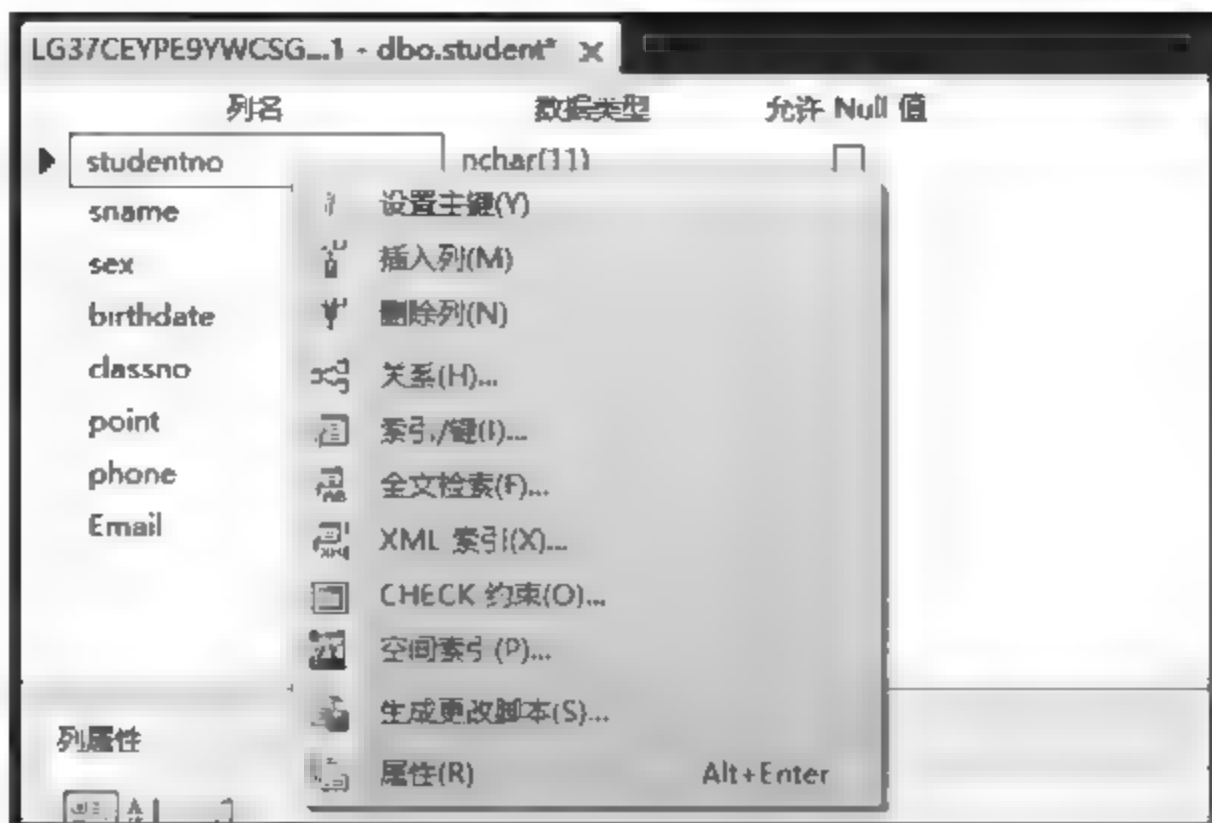 LG37CEYPE9YWCSG...1 - dbo.student* X
列名 数据类型 允许 Null 值
studentno nchar(11)
sname
sex
birthdate
classno
point
phone
Email
设置主键(Y)
插入列(M)
删除列(N)
关系(H)...
索引/键(I)...
全文检索(F)...
XML 索引(X)...
CHECK 约束(O)...
空间索引(P)...
生成更改脚本(S)...
属性(R) Alt+Enter
列属性